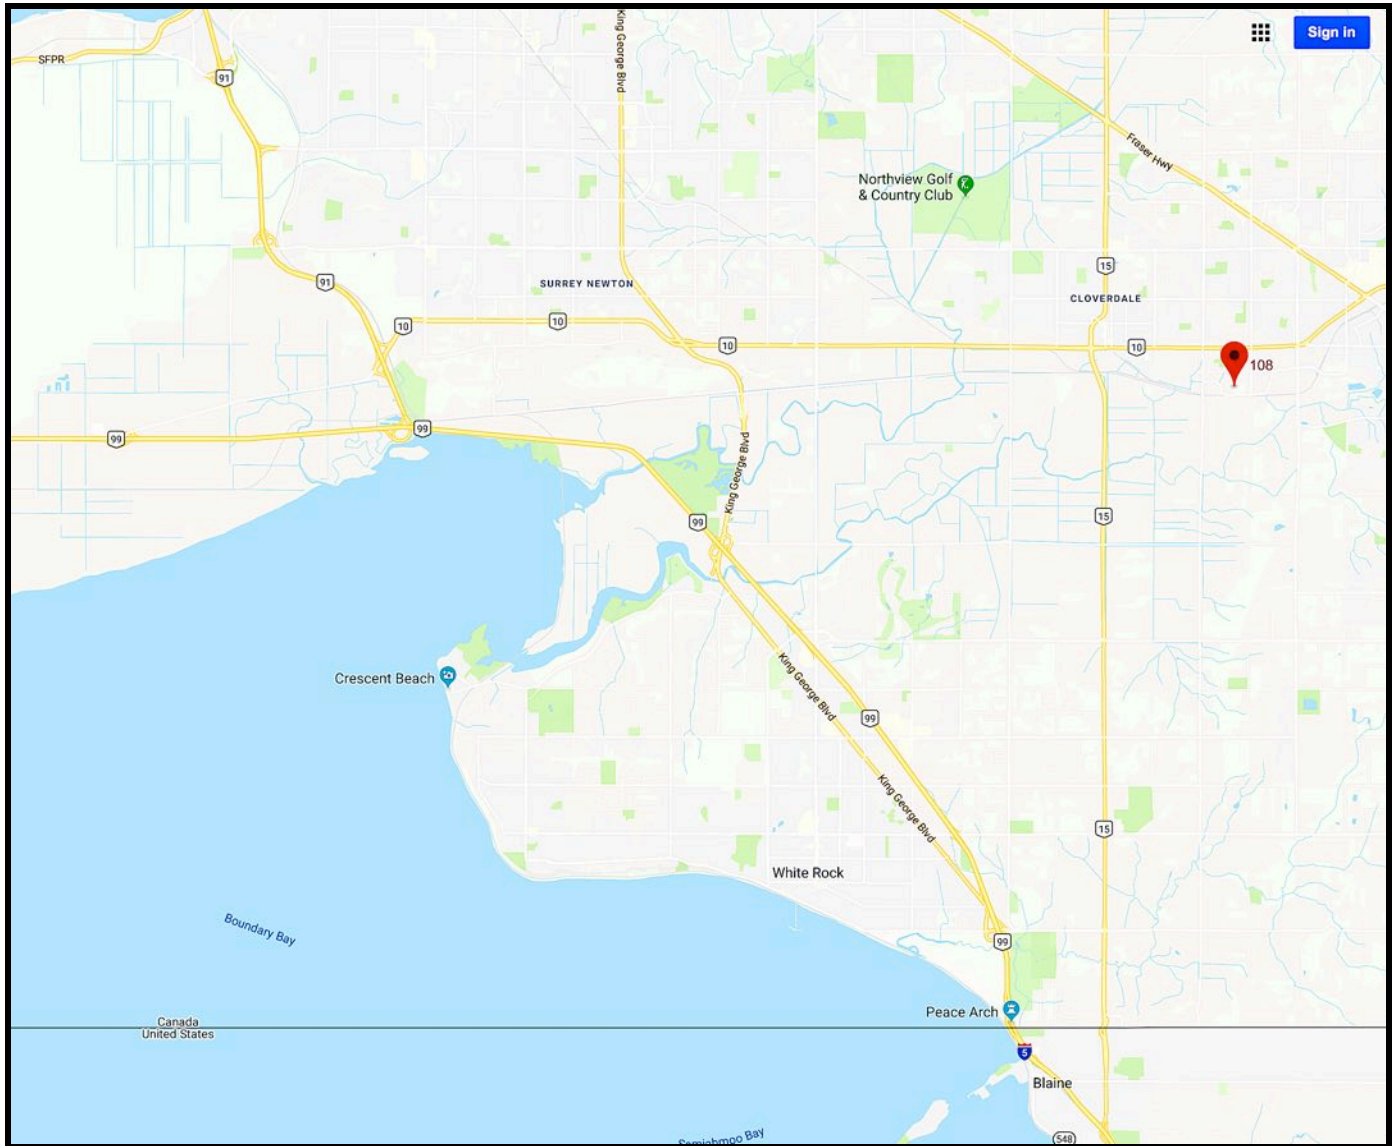 Sign in
SFPR
King George Blvd
91
Fraser Hwy
Northview Golf
& Country Club
15
91
SURREY NEWTON
CLOVERDALE
10
10
10
10
108
99
99
King George Blvd
99
15
Crescent Beach
King George Blvd
99
King George Blvd
15
White Rock
Boundary Bay
99
Peace Arch
Canada
United States
5
Blaine
Semiahmoo Bay
548